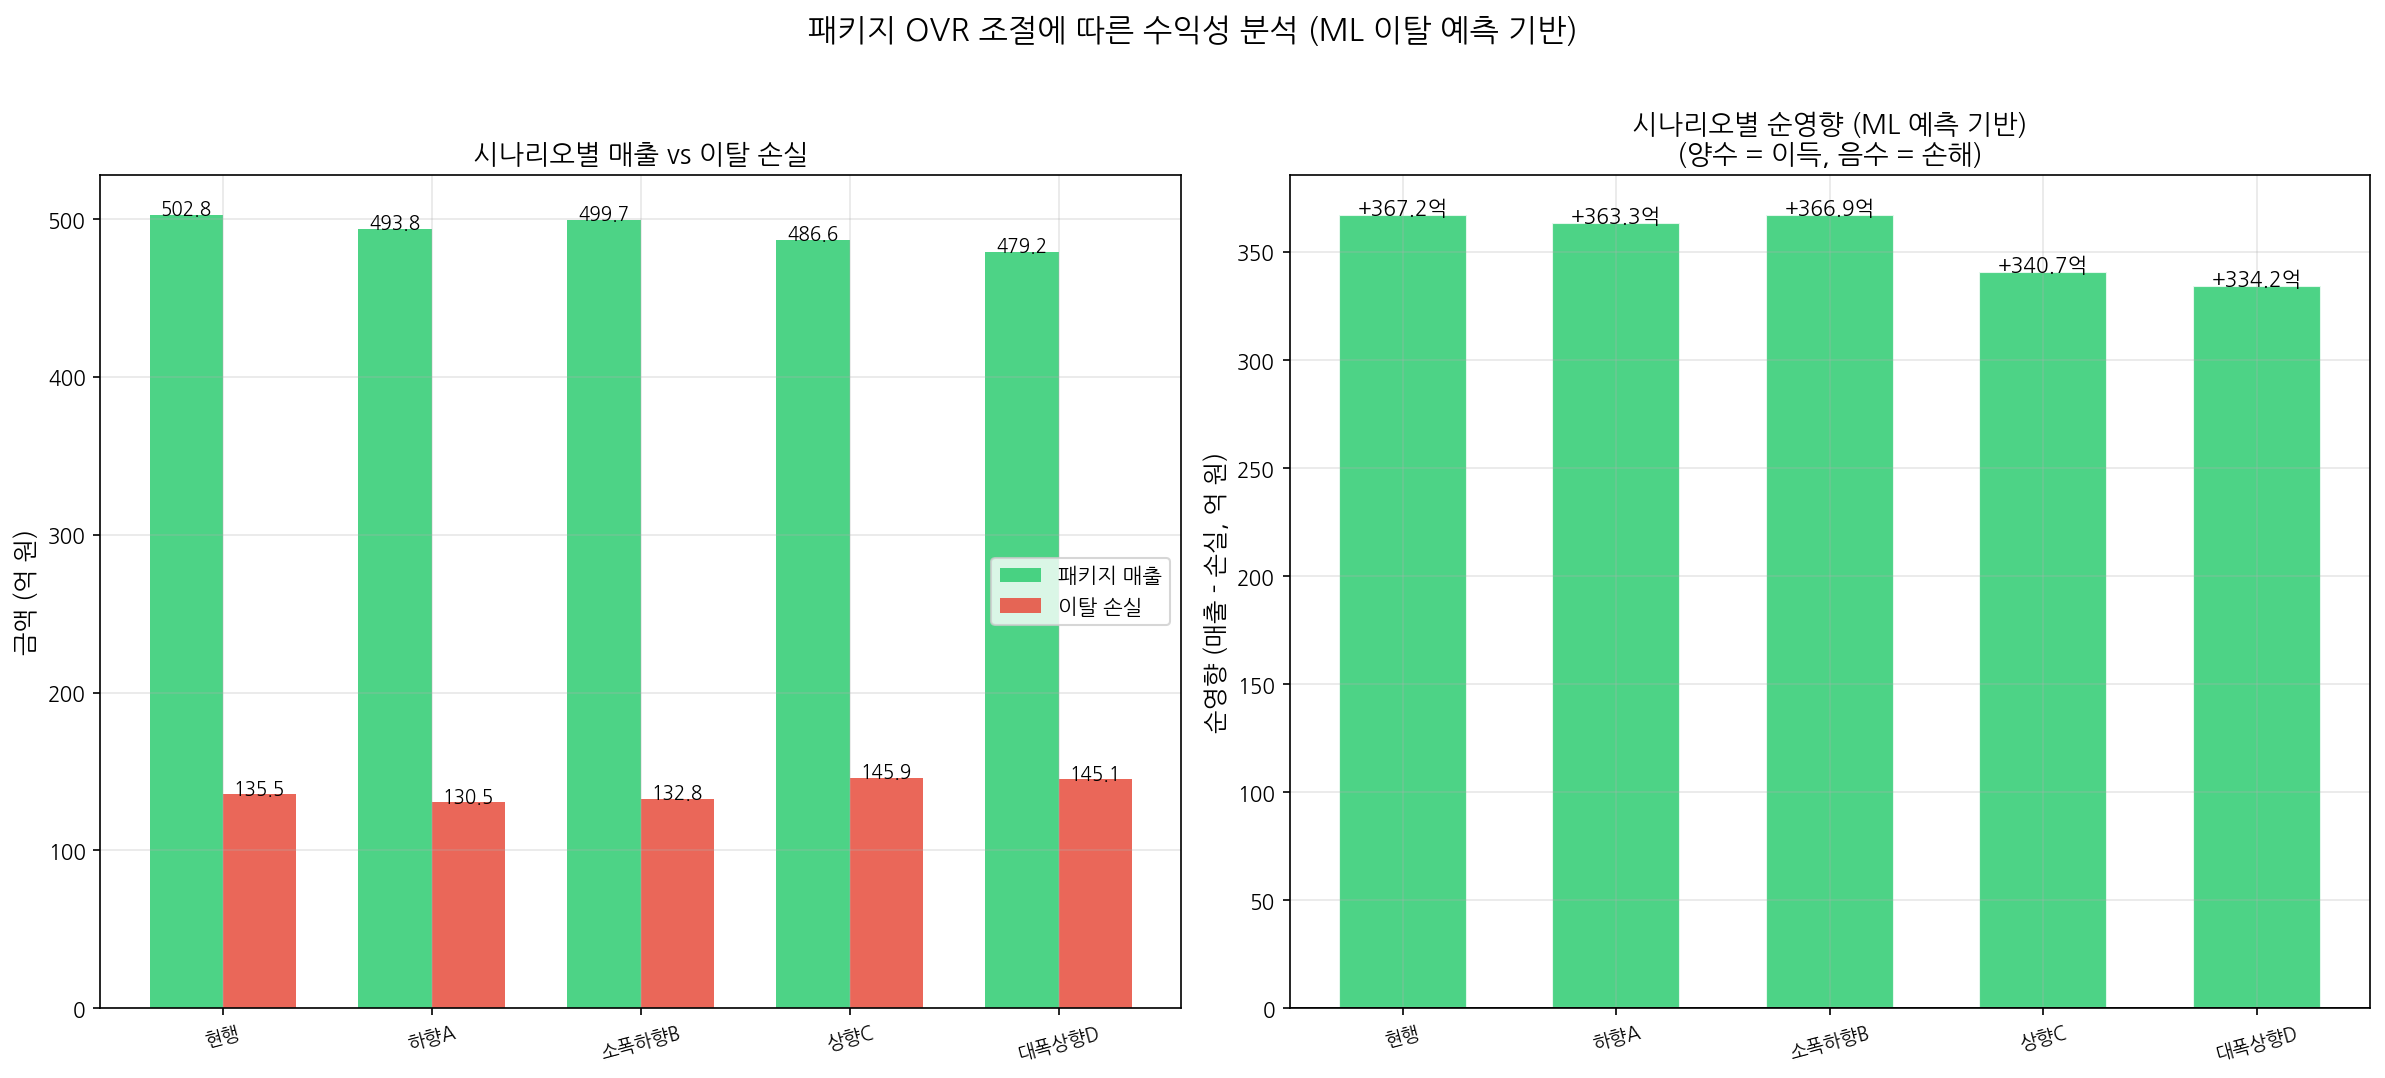 패키지 OVR 조절에 따른 수익성 분석 (ML 이탈 예측 기반)
시나리오별 매출 vs 이탈 손실
금액 (억 원)
500
400
300
200
100
0
502.8
493.8
499.7
486.6
479.2
135.5
130.5
132.8
145.9
145.1
패키지 매출
이탈 손실
현행
하향A
소폭하향B
상향C
대폭상향D
시나리오별 순영향 (ML 예측 기반)
(양수 = 이득, 음수 = 손해)
순영향 (매출 - 손실, 억 원)
350
300
250
200
150
100
50
0
+367.2억
+363.3억
+366.9억
+340.7억
+334.2억
현행
하향A
소폭하향B
상향C
대폭상향D